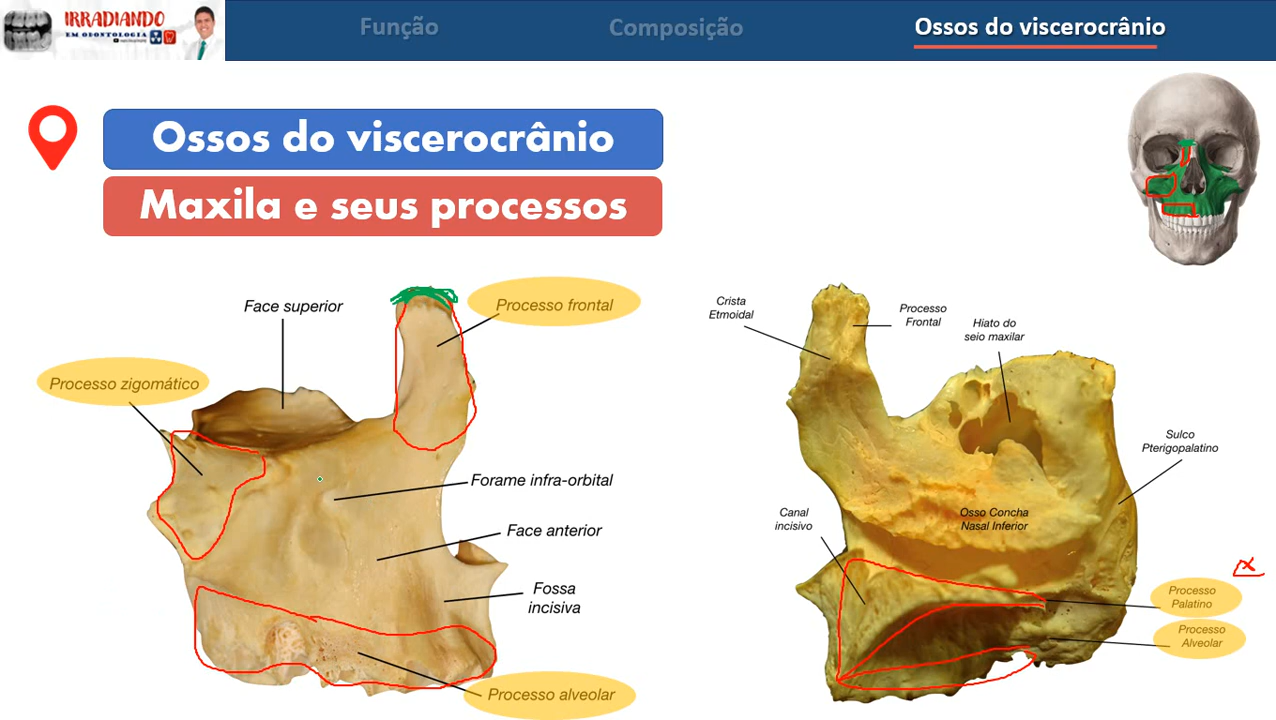 IRRADIANDO
EM ODONTOLOGIA
Função
Composição
Ossos do viscerocrânio
Ossos do viscerocrânio
Maxila e seus processos
Face superior
Processo frontal
Processo zigomático
Forame infra-orbital
Face anterior
Fossa
incisiva
Processo alveolar
Crista
Etmoidal
Processo
Frontal
Hiato do
seio maxilar
Sulco
Pterigopalatino
Canal
incisivo
Osso Concha
Nasal Inferior
Processo
Palatino
Processo
Alveolar